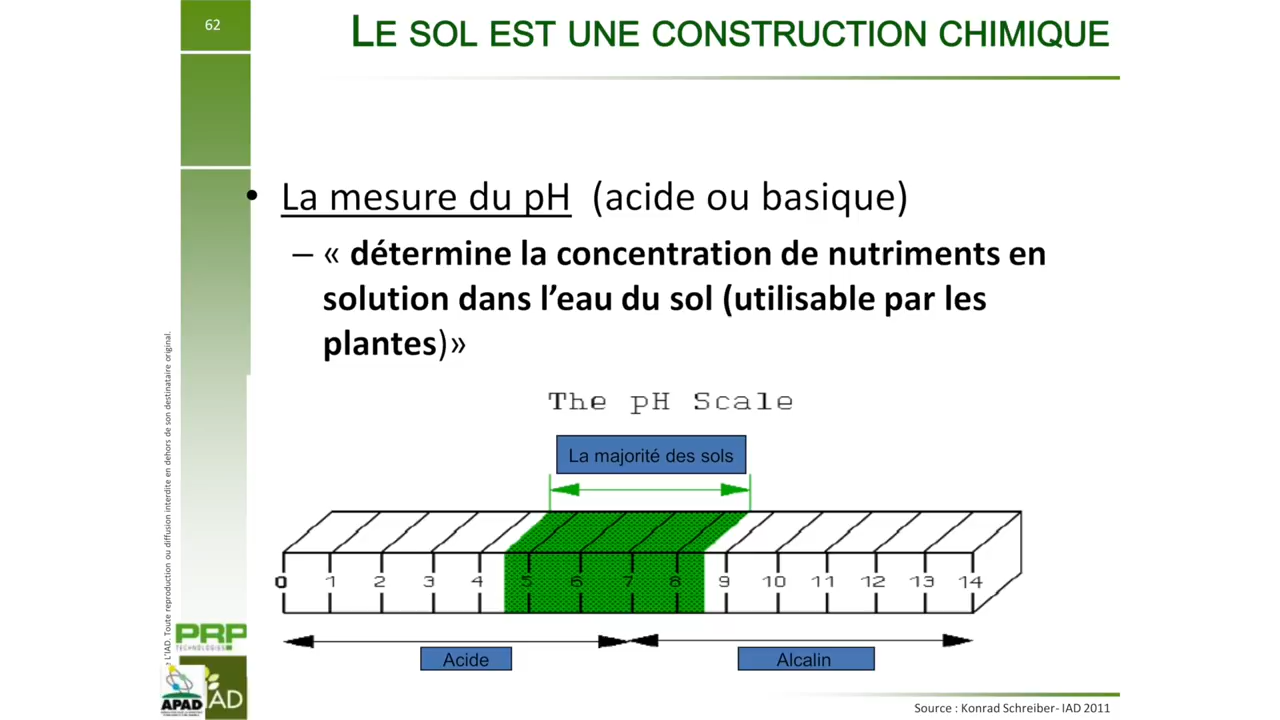 62
LE SOL EST UNE CONSTRUCTION CHIMIQUE
• La mesure du pH (acide ou basique)
– « détermine la concentration de nutriments en
solution dans l'eau du sol (utilisable par les
plantes)»
The pH Scale
La majorité des sols
0 1 2 3 4 5 6 7 8 9 10 11 12 13 14
Acide
Alcalin
L'IAD. Toute reproduction ou diffusion interdite en dehors de son destinataire original.
PRP
TECHNOLOGIES
APAD
IAD
Source : Konrad Schreiber- IAD 2011